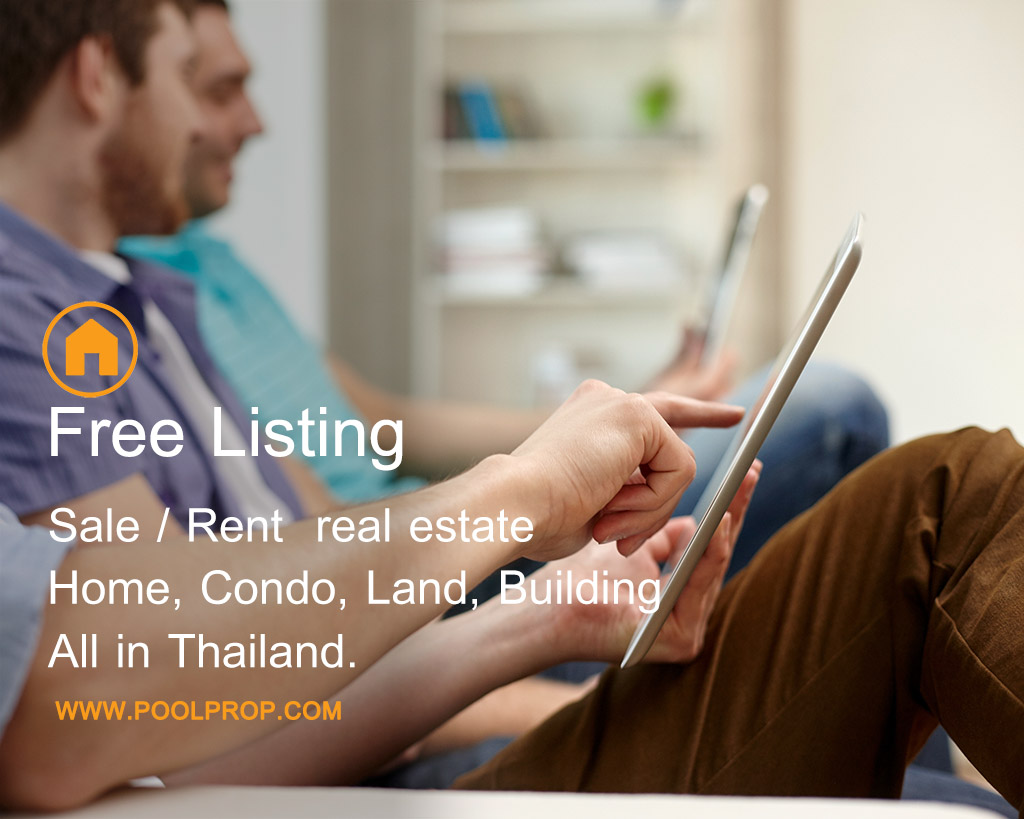 Free Listing
Sale / Rent real estate
Home, Condo, Land, Building
All in Thailand.
WWW.POOLPROP.COM